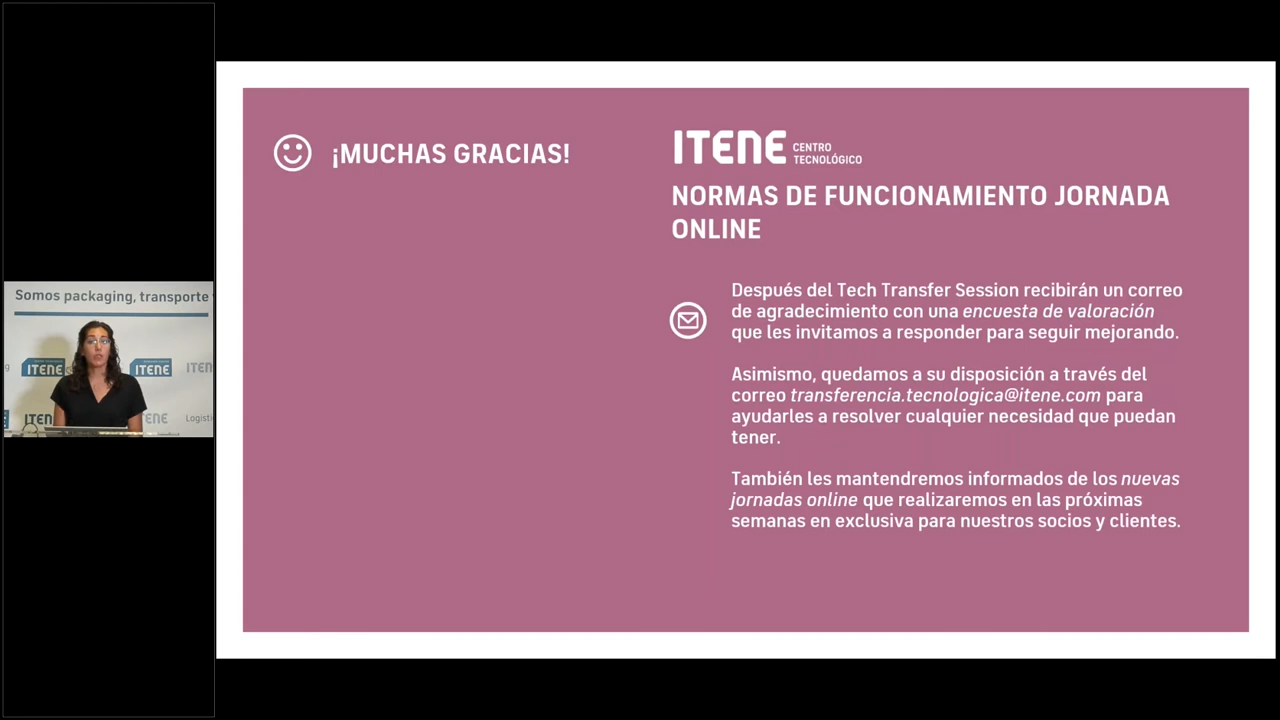 ¡MUCHAS GRACIAS!
ITENE CENTRO TECNOLÓGICO
NORMAS DE FUNCIONAMIENTO JORNADA
ONLINE
Después del Tech Transfer Session recibirán un correo
de agradecimiento con una encuesta de valoración
que les invitamos a responder para seguir mejorando.
Asimismo, quedamos a su disposición a través del
correo transferencia.tecnologica@itene.com para
ayudarles a resolver cualquier necesidad que puedan
tener.
También les mantendremos informados de los nuevas
jornadas online que realizaremos en las próximas
semanas en exclusiva para nuestros socios y clientes.
Somos packaging, transporte
ITENE ITENE ITENE
ITENE ITENE Logisti